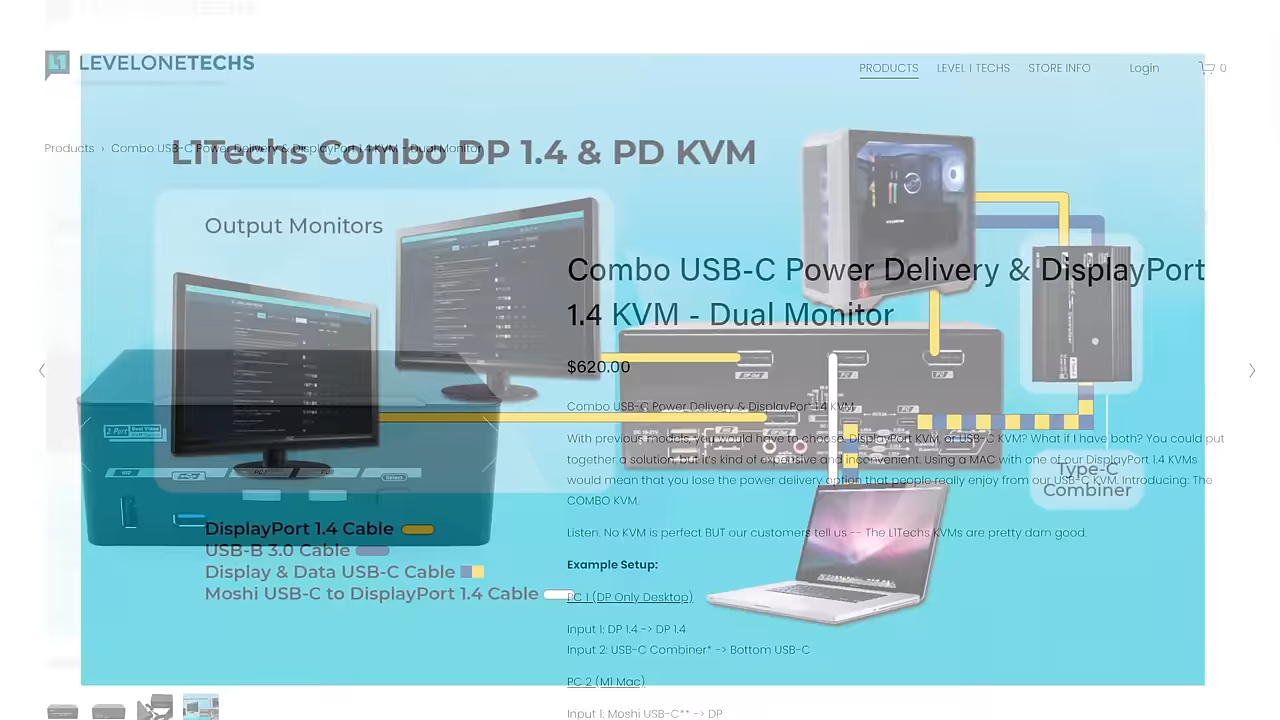 LEVELONETECHS
PRODUCTS
LEVEL 1 TECHS
STORE INFO
Login
0
Products › Combo USB-C Power Delivery & DisplayPort 1.4 KVM - Dual Monitor
L1Techs Combo DP 1.4 & PD KVM
Output Monitors
Combo USB-C Power Delivery & DisplayPort
1.4 KVM - Dual Monitor
$620.00
Combo USB-C Power Delivery & DisplayPort 1.4 KVM
With previous models, you would have to choose, DisplayPort KVM, or USB-C KVM? What if I have both? You could put
together a solution but it's kind of expensive and inconvenient. Using a MAC with one of our DisplayPort 1.4 KVMs
would mean that you lose the power delivery option that people really enjoy from our USB-C KVM. Introducing: The
COMBO KVM.
Type-C
Combiner
Listen. No KVM is perfect BUT our customers tell us -- The L1Techs KVMs are pretty darn good.
Example Setup:
PC 1 (DP Only Desktop)
Input 1: DP 1.4 -> DP 1.4
Input 2: USB-C Combiner* -> Bottom USB-C
PC 2 (M1 Mac)
Input 1: Moshi USB-C** -> DP
2 Port
Select
DisplayPort 1.4 Cable
USB-B 3.0 Cable
Display & Data USB-C Cable
Moshi USB-C to DisplayPort 1.4 Cable